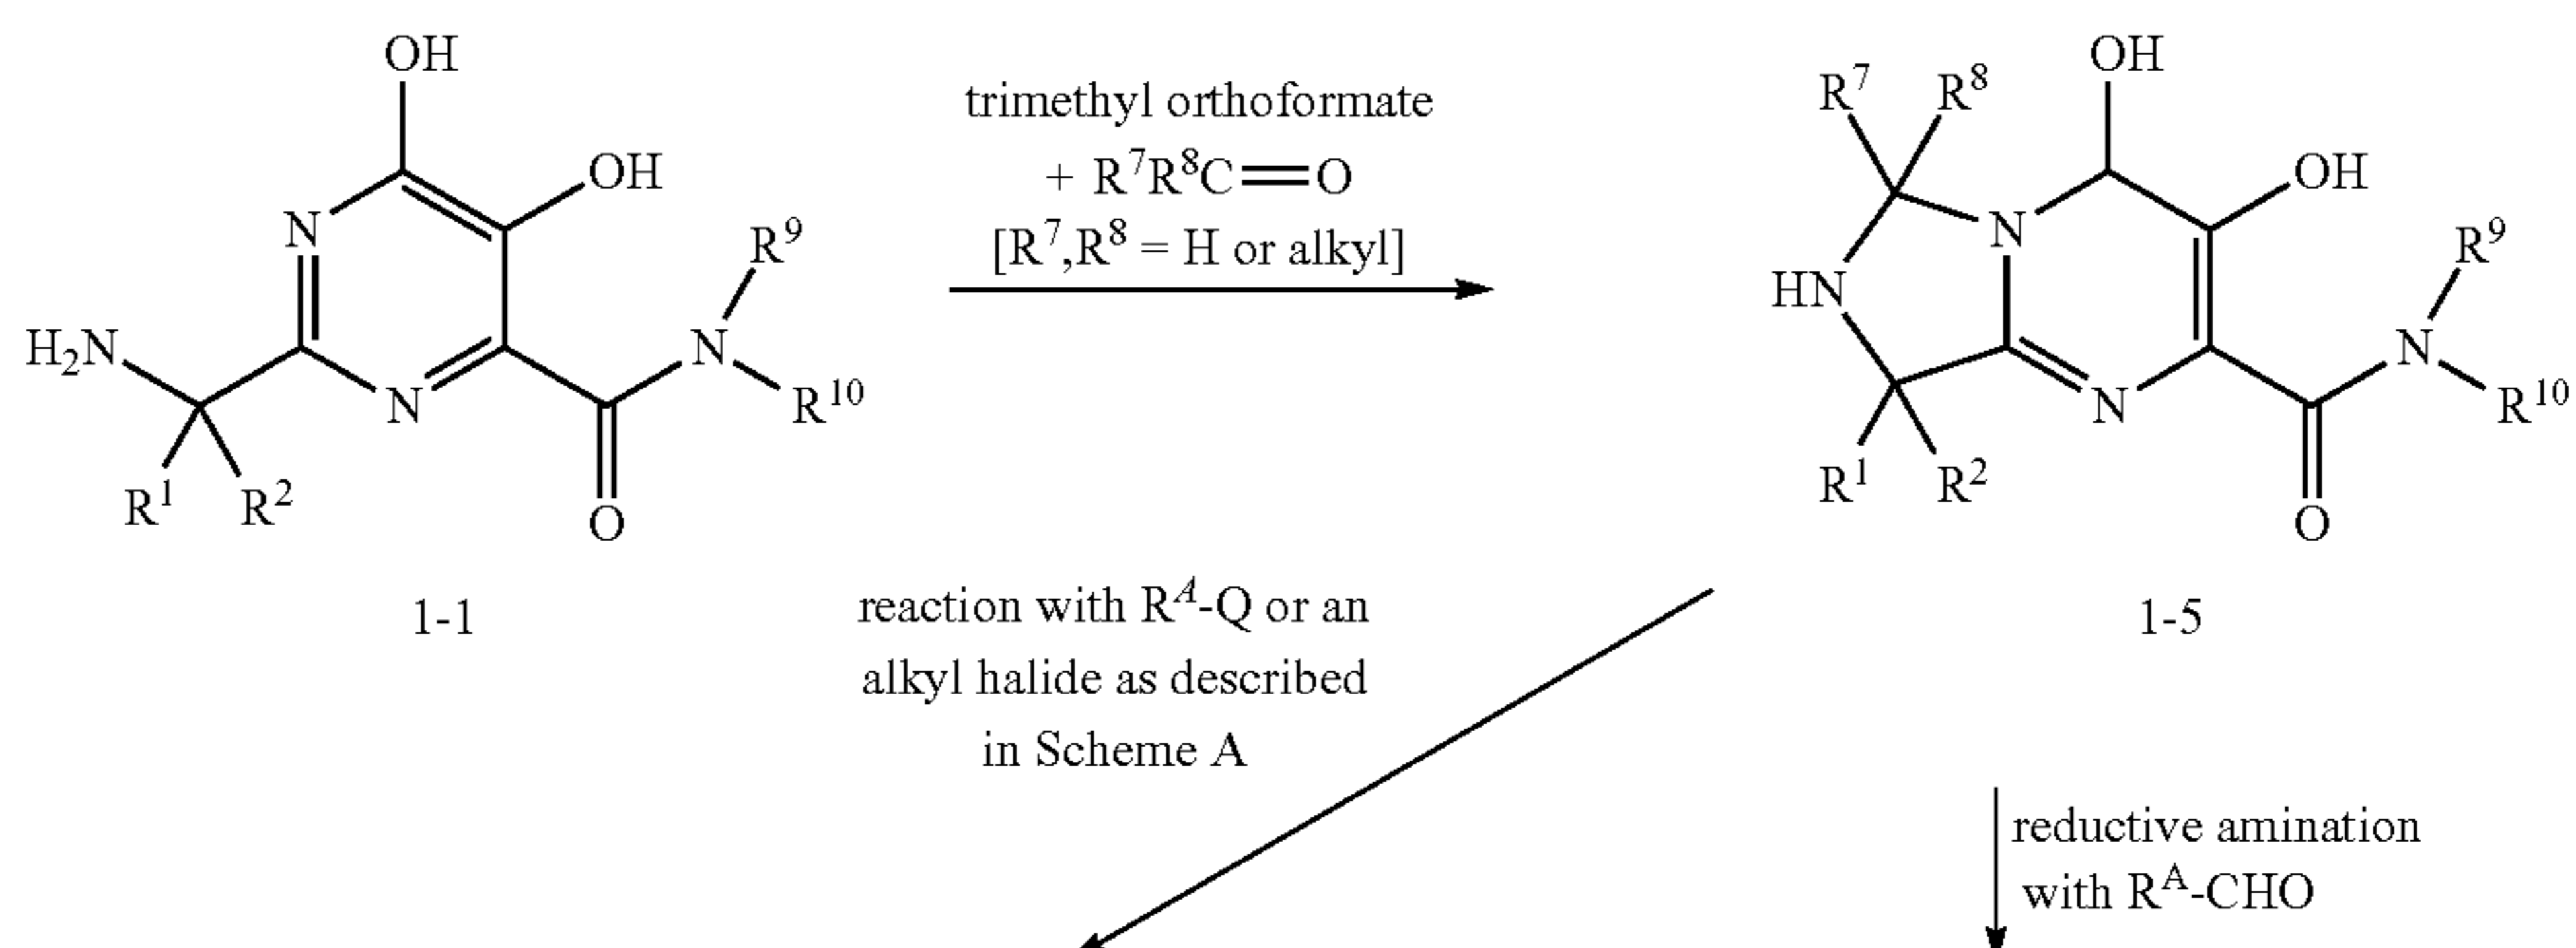 OH
OH
N
N
H₂N
R¹
R²
O
N
R⁹
R¹⁰
1-1
trimethyl orthoformate
+ R⁷R⁸C=O
[R⁷,R⁸ = H or alkyl]
R⁷
R⁸
OH
OH
N
HN
N
R¹
R²
O
N
R⁹
R¹⁰
1-5
reaction with Rᴬ-Q or an
alkyl halide as described
in Scheme A
reductive amination
with Rᴬ-CHO